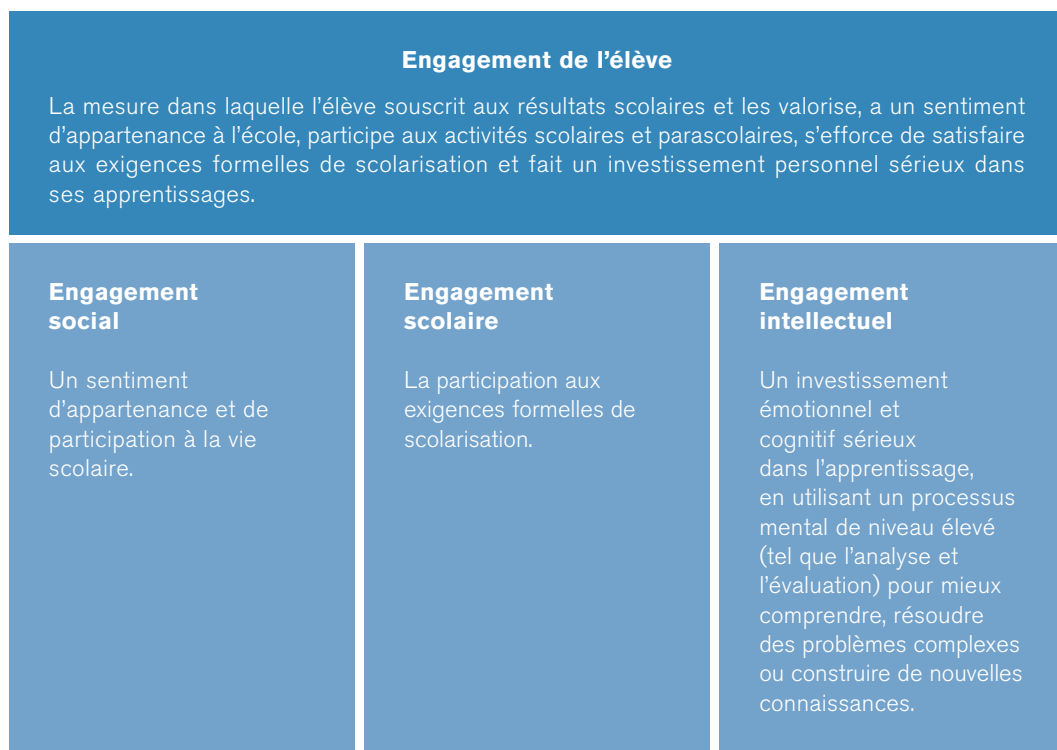 Engagement de l’élève
La mesure dans laquelle l’élève souscrit aux résultats scolaires et les valorise, a un sentiment
d’appartenance à l’école, participe aux activités scolaires et parascolaires, s’efforce de satisfaire
aux exigences formelles de scolarisation et fait un investissement personnel sérieux dans
ses apprentissages.
Engagement
social
Un sentiment
d’appartenance et de
participation à la vie
scolaire.
Engagement
scolaire
La participation aux
exigences formelles de
scolarisation.
Engagement
intellectuel
Un investissement
émotionnel et
cognitif sérieux
dans l’apprentissage,
en utilisant un processus
mental de niveau élevé
(tel que l’analyse et
l’évaluation) pour mieux
comprendre, résoudre
des problèmes complexes
ou construire de nouvelles
connaissances.